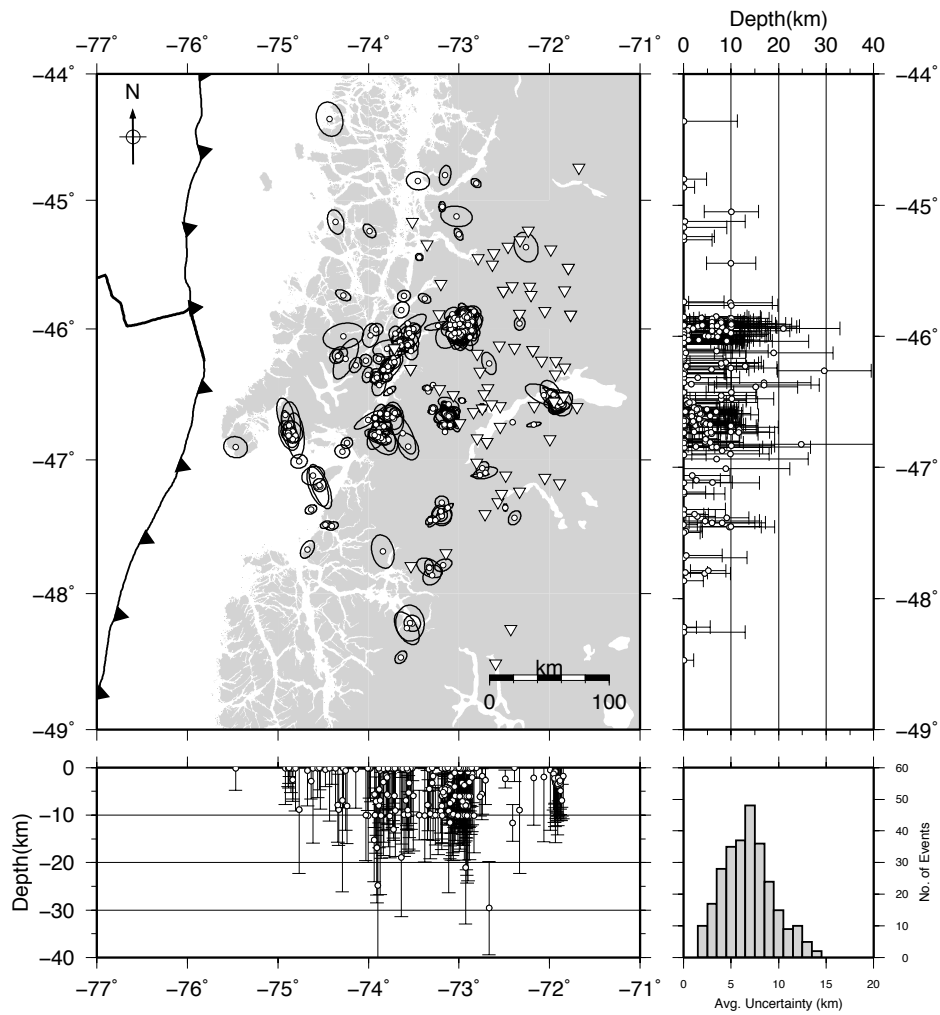 Depth(km)
−77° −76° −75° −74° −73° −72° −71° 0 10 20 30 40
−44° −44°
N
−45° −45°
−46° −46°
−47° −47°
−48° −48°
km
0 100
−49° −49°
0 60
50
−10 40
Depth(km) −20 30 No. of Events
20
−30 10
−40 0
−77° −76° −75° −74° −73° −72° −71° 0 5 10 15 20
Avg. Uncertainty (km)